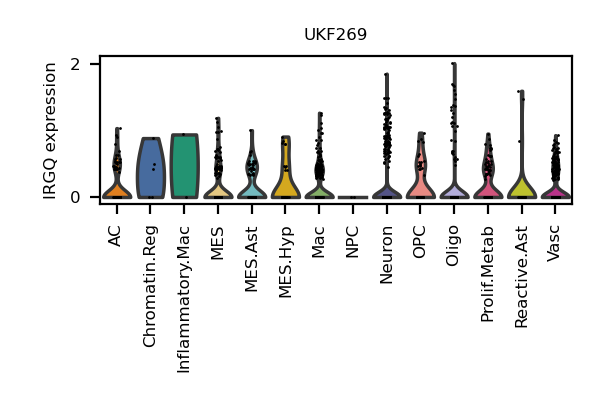 UKF269
IRGQ expression
2
0
AC
Chromatin.Reg
Inflammatory.Mac
MES
MES.Ast
MES.Hyp
Mac
NPC
Neuron
OPC
Oligo
Prolif.Metab
Reactive.Ast
Vasc